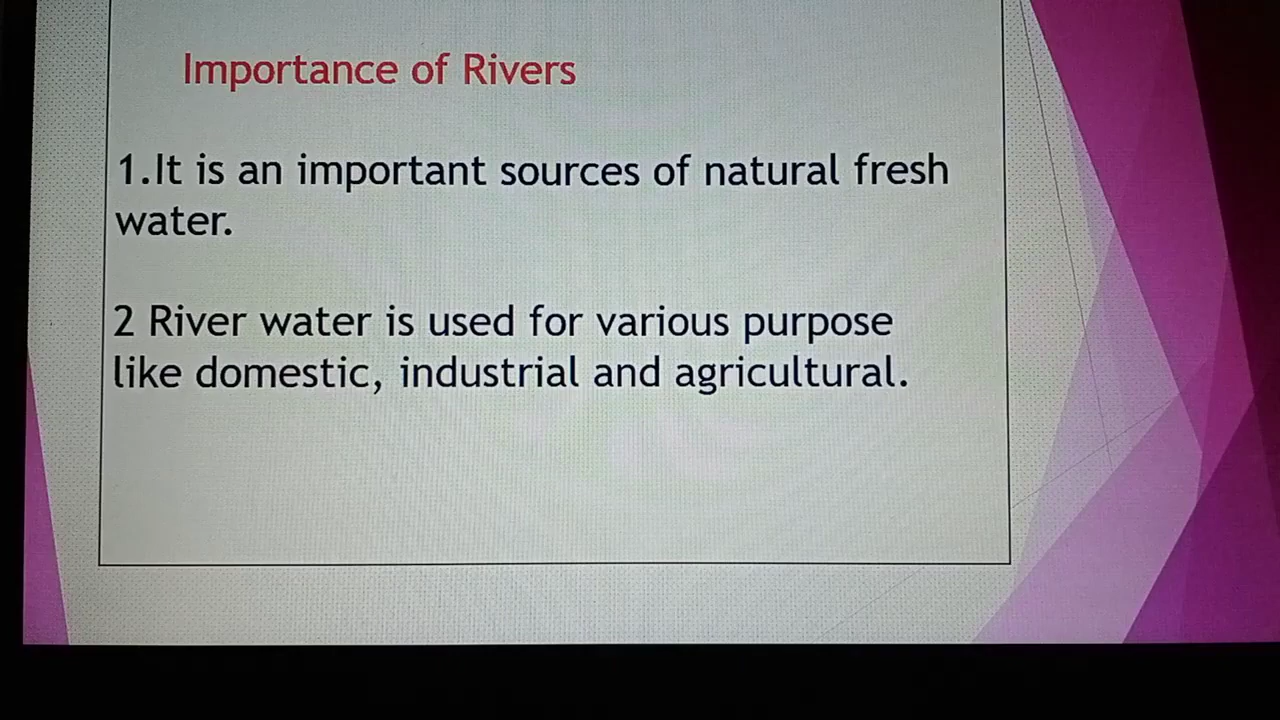 Importance of Rivers
1.It is an important sources of natural fresh
water.
2 River water is used for various purpose
like domestic, industrial and agricultural.